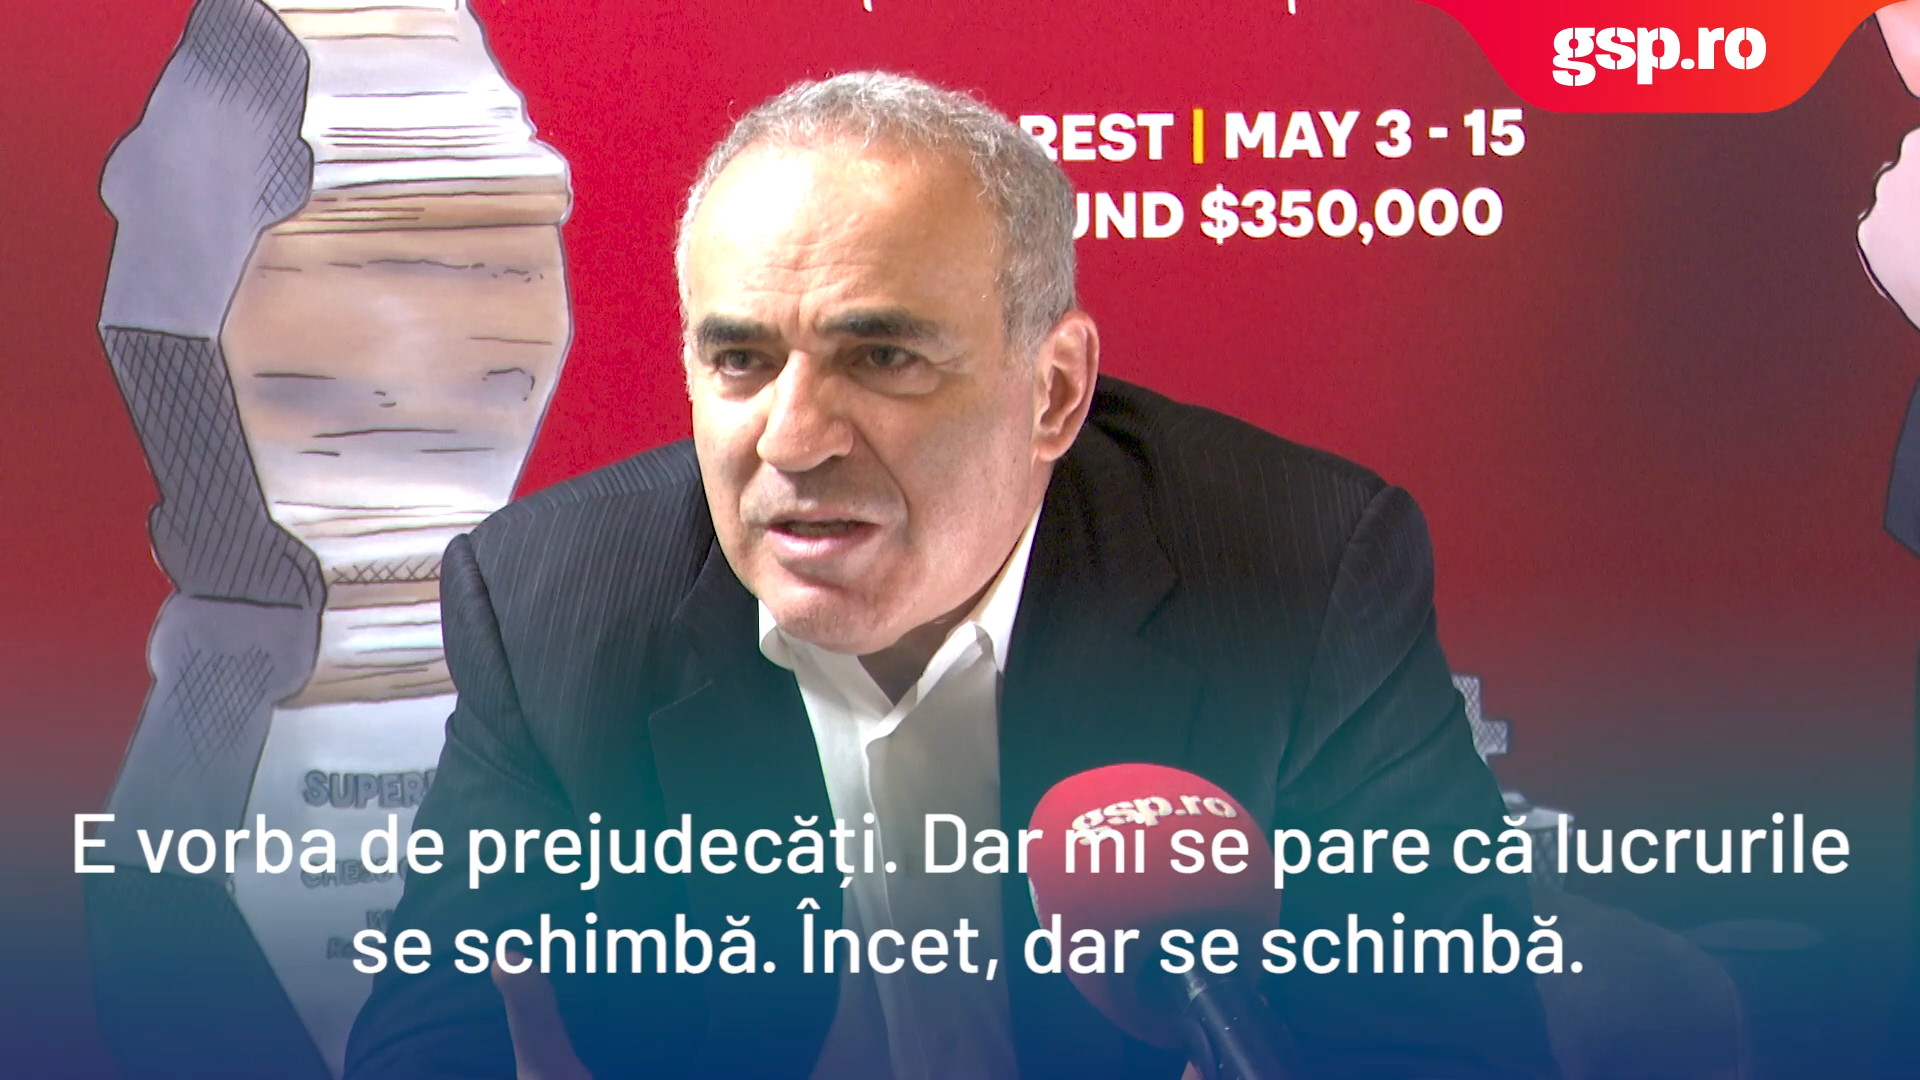 gsp.ro
REST | MAY 3 - 15
UND $350,000
SUPER
gsp.ro
E vorba de prejudecăți. Dar mi se pare că lucrurile
se schimbă. Încet, dar se schimbă.